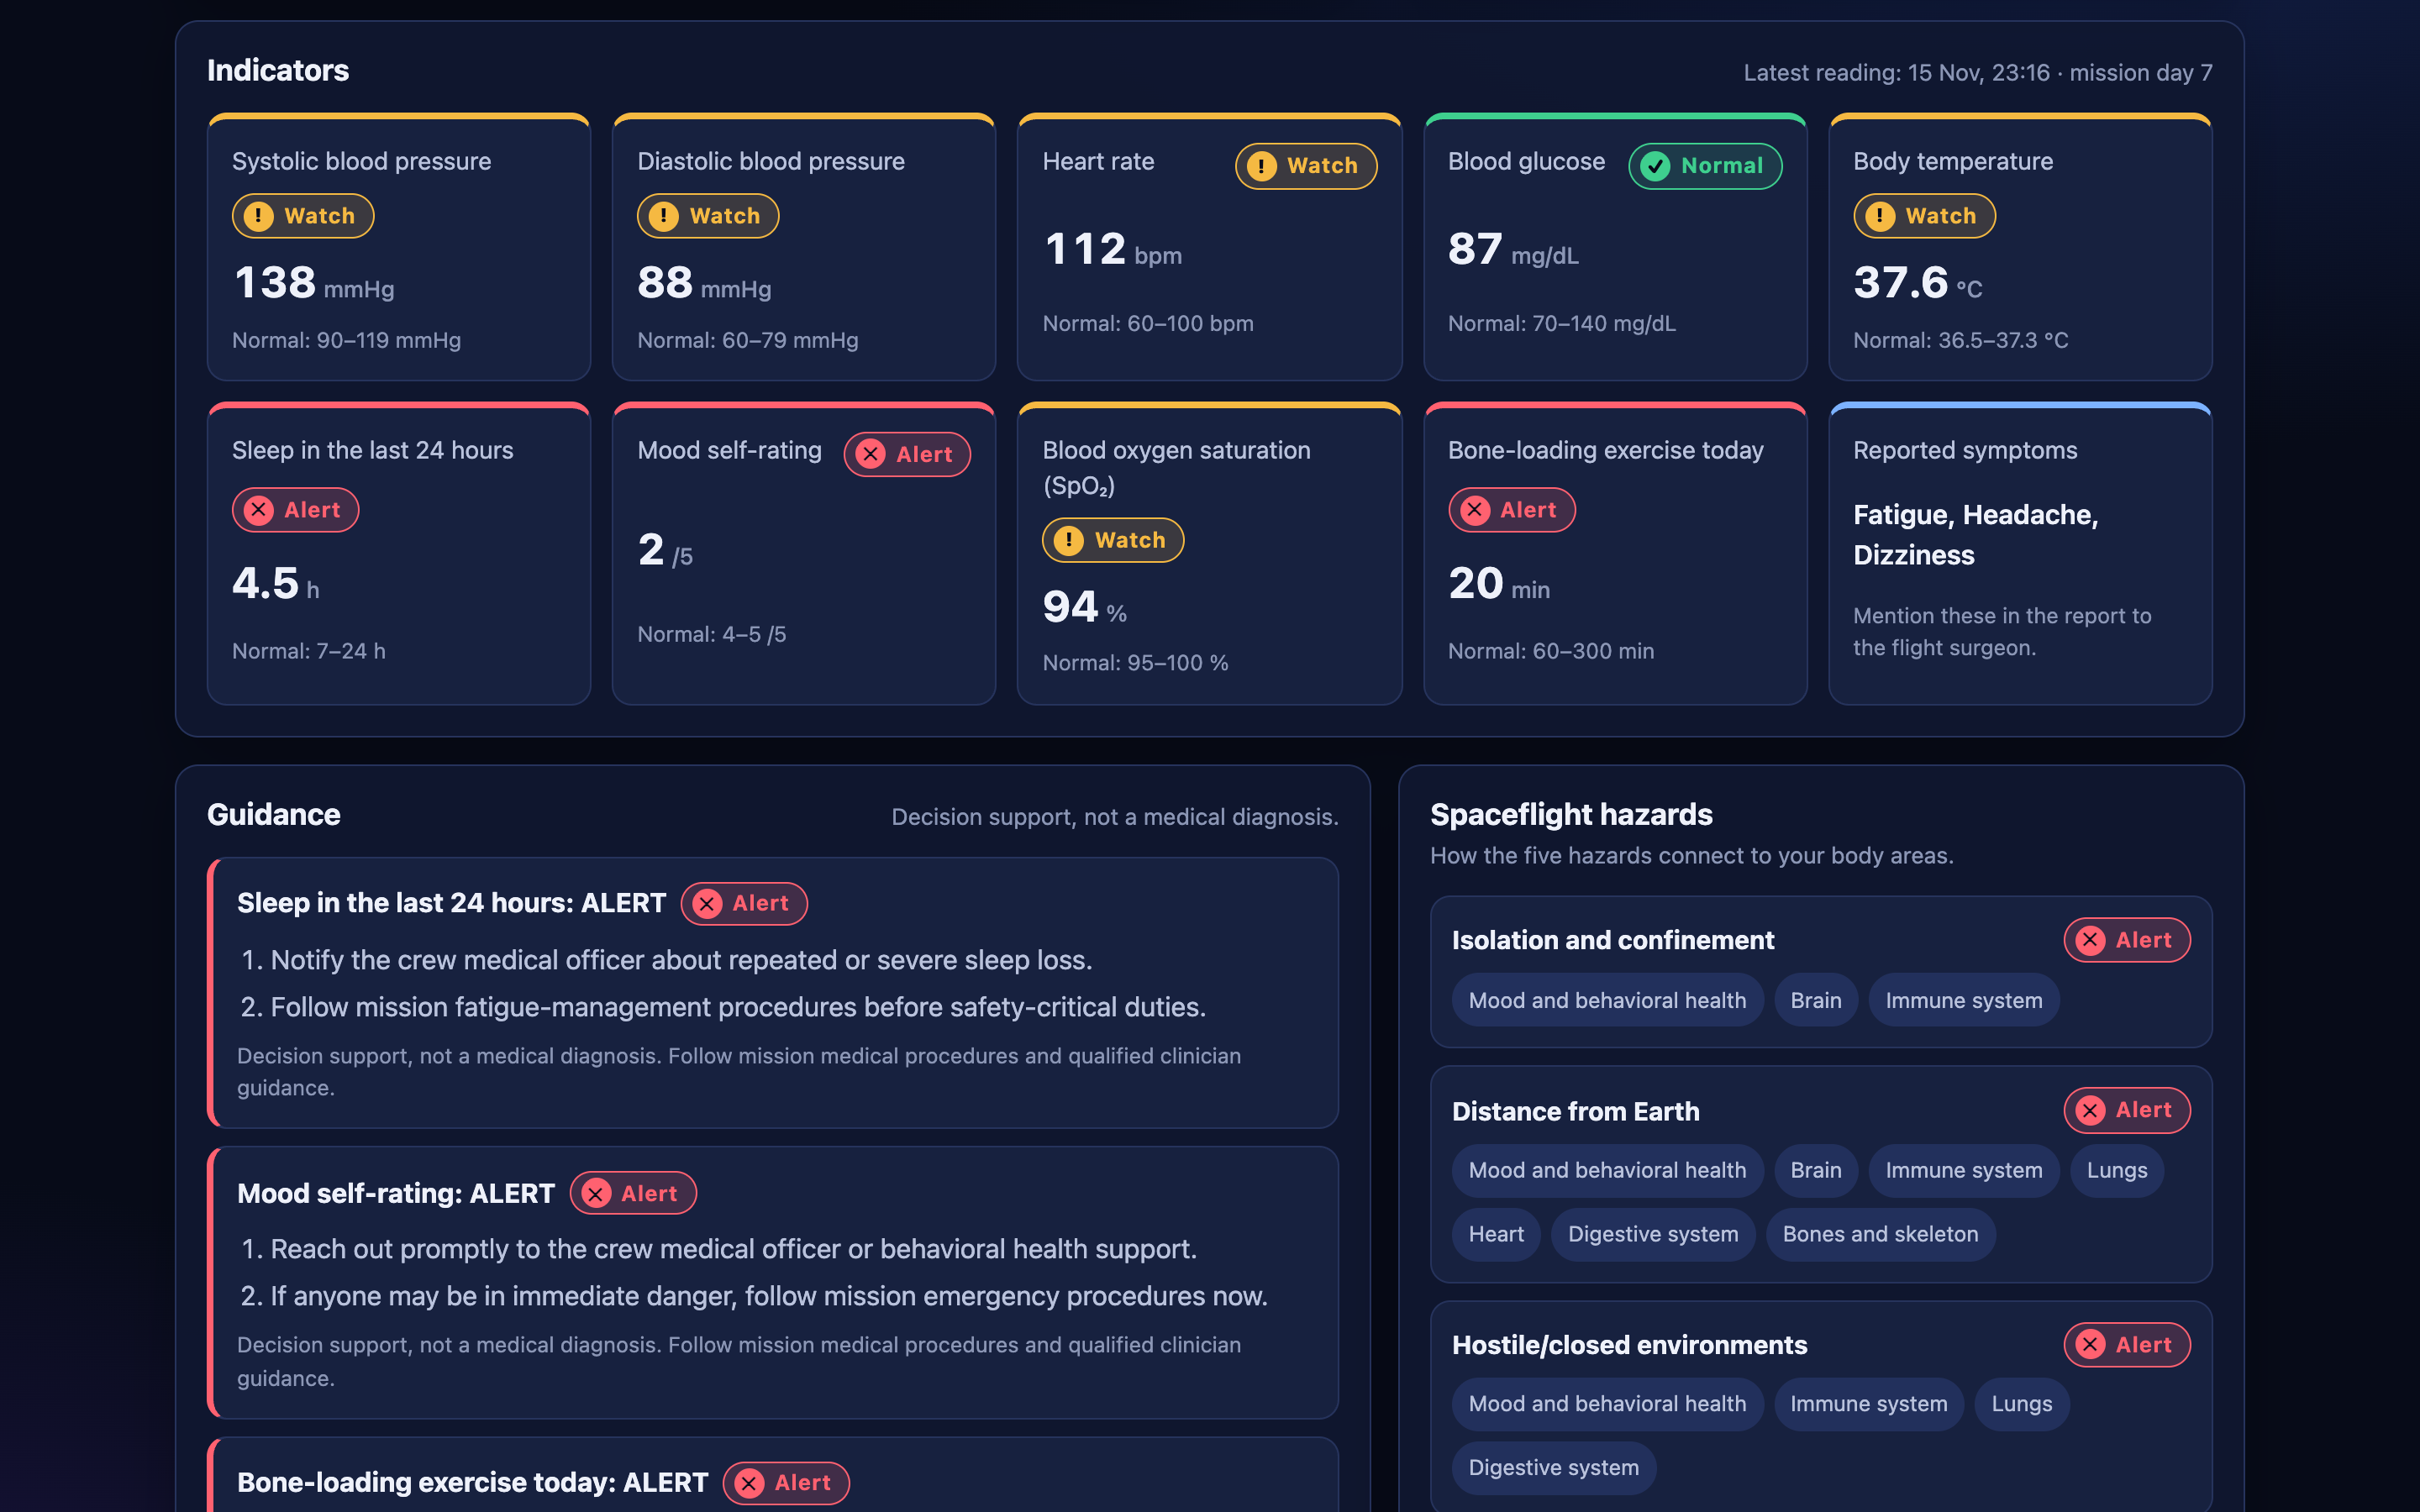 Indicators
Latest reading: 15 Nov, 23:16 · mission day 7
Systolic blood pressure
! Watch
138 mmHg
Normal: 90–119 mmHg
Diastolic blood pressure
! Watch
88 mmHg
Normal: 60–79 mmHg
Heart rate
! Watch
112 bpm
Normal: 60–100 bpm
Blood glucose
Normal
87 mg/dL
Normal: 70–140 mg/dL
Body temperature
! Watch
37.6 °C
Normal: 36.5–37.3 °C
Sleep in the last 24 hours
Alert
4.5 h
Normal: 7–24 h
Mood self-rating
Alert
2 /5
Normal: 4–5 /5
Blood oxygen saturation
(SpO₂)
! Watch
94 %
Normal: 95–100 %
Bone-loading exercise today
Alert
20 min
Normal: 60–300 min
Reported symptoms
Fatigue, Headache,
Dizziness
Mention these in the report to
the flight surgeon.
Guidance
Decision support, not a medical diagnosis.
Sleep in the last 24 hours: ALERT
Alert
1. Notify the crew medical officer about repeated or severe sleep loss.
2. Follow mission fatigue-management procedures before safety-critical duties.
Decision support, not a medical diagnosis. Follow mission medical procedures and qualified clinician
guidance.
Mood self-rating: ALERT
Alert
1. Reach out promptly to the crew medical officer or behavioral health support.
2. If anyone may be in immediate danger, follow mission emergency procedures now.
Decision support, not a medical diagnosis. Follow mission medical procedures and qualified clinician
guidance.
Bone-loading exercise today: ALERT
Alert
Spaceflight hazards
How the five hazards connect to your body areas.
Isolation and confinement
Alert
Mood and behavioral health
Brain
Immune system
Distance from Earth
Alert
Mood and behavioral health
Brain
Immune system
Lungs
Heart
Digestive system
Bones and skeleton
Hostile/closed environments
Alert
Mood and behavioral health
Immune system
Lungs
Digestive system